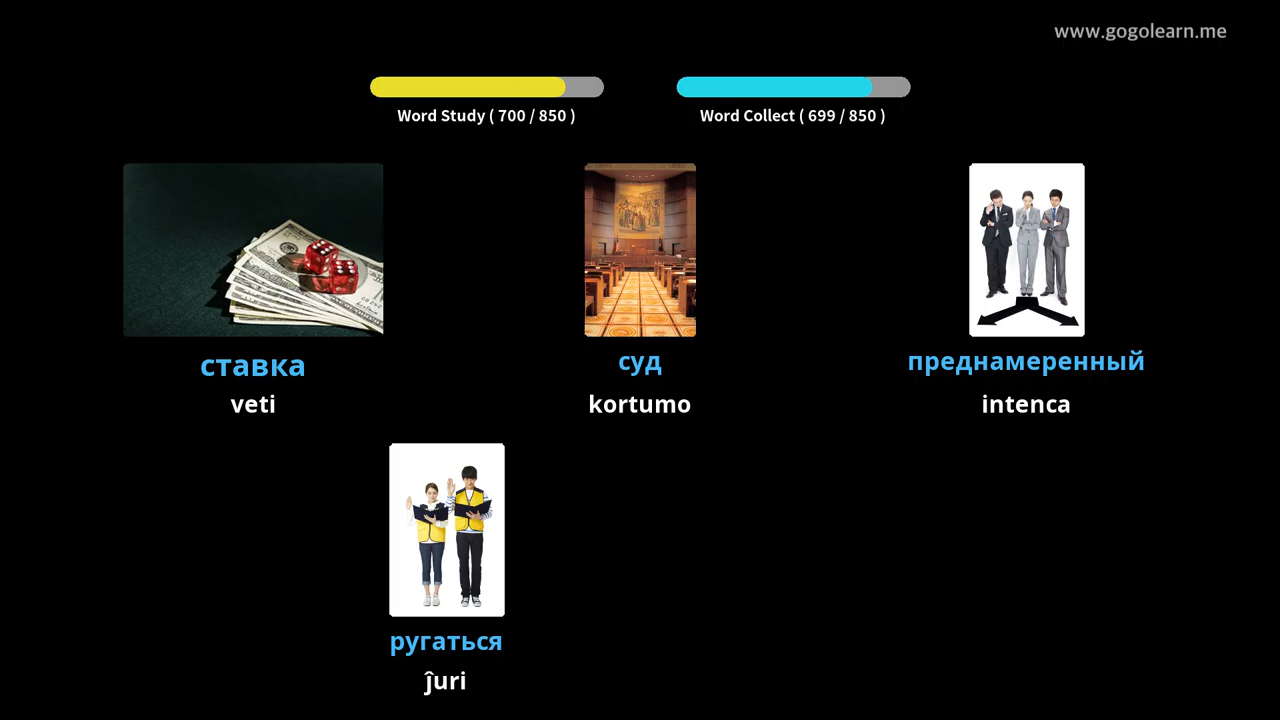 www.gogolearn.me
Word Study ( 700 / 850 )
Word Collect ( 699 / 850 )
ставка
veti
суд
kortumo
преднамеренный
intenca
ругаться
ĵuri